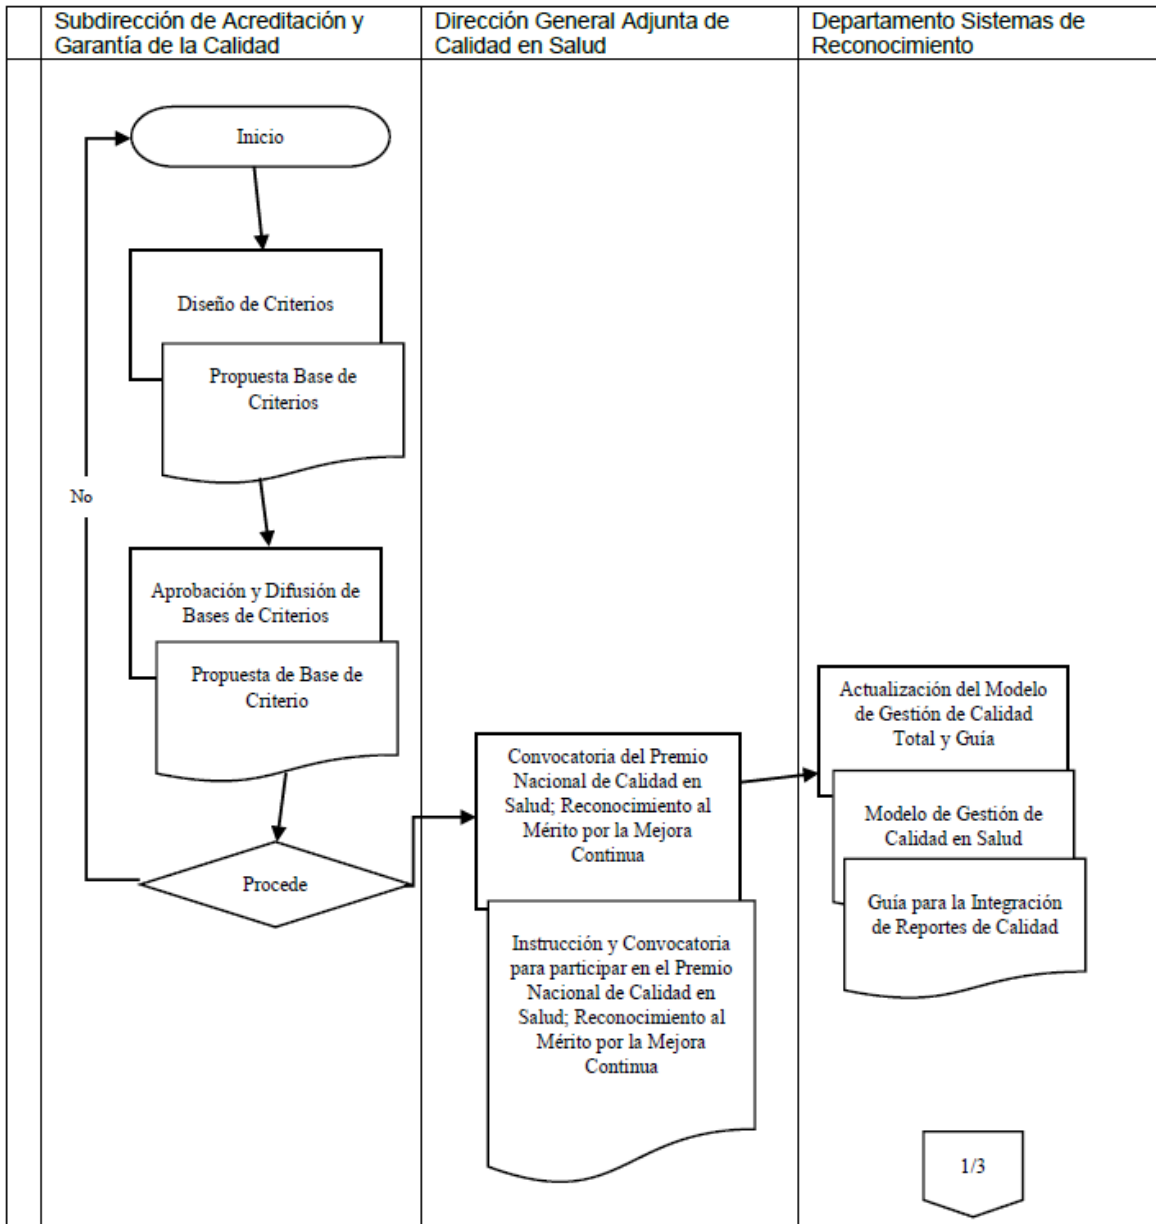 Subdirección de Acreditación y
Garantía de la Calidad
Dirección General Adjunta de
Calidad en Salud
Departamento Sistemas de
Reconocimiento
Inicio
Diseño de Criterios
Propuesta Base de
Criterios
No
Aprobación y Difusión de
Bases de Criterios
Propuesta de Base de
Criterio
Procede
Convocatoria del Premio
Nacional de Calidad en
Salud; Reconocimiento al
Mérito por la Mejora
Continua
Instrucción y Convocatoria
para participar en el Premio
Nacional de Calidad en
Salud; Reconocimiento al
Mérito por la Mejora
Continua
Actualización del Modelo
de Gestión de Calidad
Total y Guía
Modelo de Gestión de
Calidad en Salud
Guía para la Integración
de Reportes de Calidad
1/3